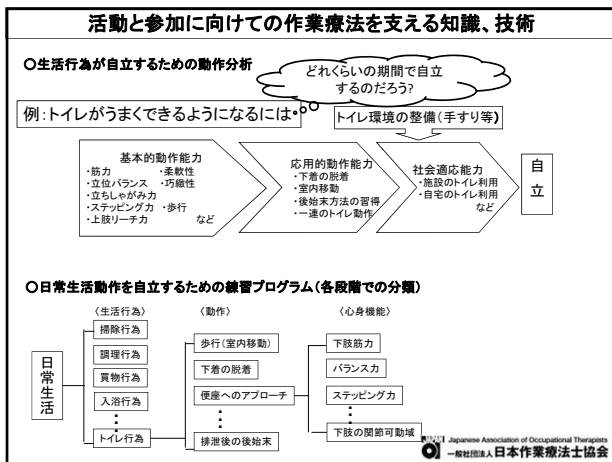 活動と参加に向けての作業療法を支える知識、技術
○生活行為が自立するための動作分析
どれくらいの期間で自立
するのだろう?
例:トイレがうまくできるようになるには・
トイレ環境の整備(手すり等)
基本的動作能力
・筋力 ・柔軟性
・立位バランス ・巧緻性
・立ちしゃがみ力
・ステッピング力 ・歩行
・上肢リーチ力 など
応用的動作能力
・下着の脱着
・室内移動
・後始末方法の習得
・一連のトイレ動作
社会適応能力
・施設のトイレ利用
・自宅のトイレ利用
など
自立
○日常生活動作を自立するための練習プログラム(各段階での分類)
〈生活行為〉 〈動作〉 〈心身機能〉
日常生活
掃除行為
調理行為
買物行為
入浴行為
⋮
トイレ行為
歩行(室内移動)
下着の脱着
便座へのアプローチ
⋮
排泄後の後始末
下肢筋力
バランス力
ステッピング力
⋮
下肢の関節可動域
JAPAN
Japanese Association of Occupational Therapists
一般社団法人 日本作業療法士協会